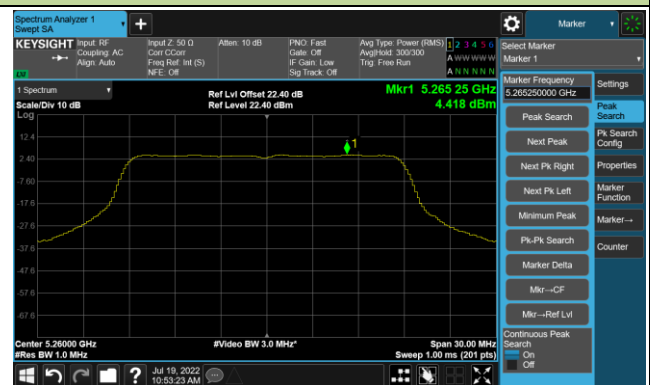 Spectrum Analyzer 1
Swept SA
+
Marker
KEYSIGHT
Input: RF
Coupling: AC
Align: Auto
Input Z: 50 Ω
Corr CCorr
Freq Ref: Int (S)
NFE: Off
Atten: 10 dB
PNO: Fast
Gate: Off
IF Gain: Low
Sig Track: Off
Avg Type: Power (RMS)
Avg|Hold: 300/300
Trig: Free Run
1 2 3 4 5 6
A W W W W W
A N N N N N
LXI
Select Marker
Marker 1
1 Spectrum
Scale/Div 10 dB
Log
Ref Lvl Offset 22.40 dB
Ref Level 22.40 dBm
Mkr1 5.265 25 GHz
4.418 dBm
1
12.4
2.40
-7.60
-17.6
-27.6
-37.6
-47.6
-57.6
-67.6
Center 5.26000 GHz
#Res BW 1.0 MHz
#Video BW 3.0 MHz*
Span 30.00 MHz
Sweep 1.00 ms (201 pts)
Marker Frequency
5.265250000 GHz
Peak Search
Next Peak
Next Pk Right
Next Pk Left
Minimum Peak
Pk-Pk Search
Marker Delta
Mkr→CF
Mkr→Ref Lvl
Continuous Peak
Search
On
Off
Settings
Peak
Search
Pk Search
Config
Properties
Marker
Function
Marker→
Counter
?
Jul 19, 2022
10:53:23 AM